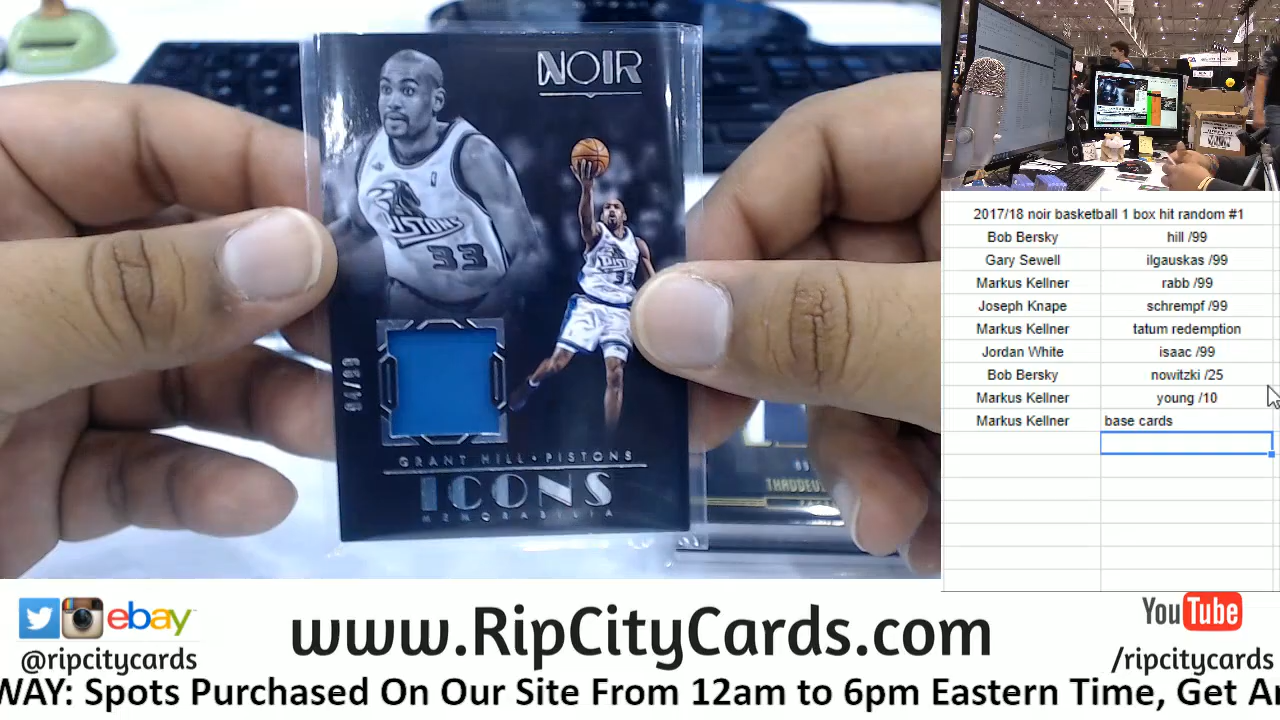 NOIR
PISTONS
33
GRANT HILL • PISTONS
ICONS
MEMORABILIA
2017/18 noir basketball 1 box hit random #1
Bob Bersky hill /99
Gary Sewell ilgauskas /99
Markus Kellner rabb /99
Joseph Knape schrempf /99
Markus Kellner tatum redemption
Jordan White isaac /99
Bob Bersky nowitzki /25
Markus Kellner young /10
Markus Kellner base cards
ebay
@ripcitycards
www.RipCityCards.com
YouTube
/ripcitycards
WAY: Spots Purchased On Our Site From 12am to 6pm Eastern Time, Get